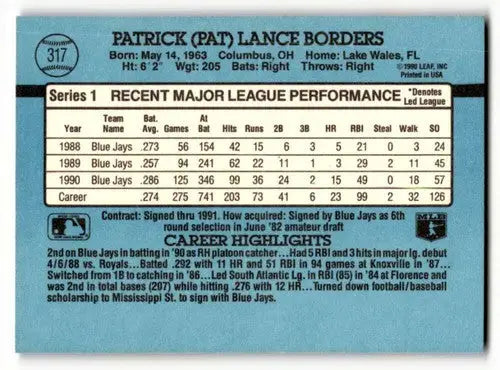 317
PATRICK (PAT) LANCE BORDERS
Born: May 14, 1963 Columbus, OH Home: Lake Wales, FL
Ht: 6' 2" Wgt: 205 Bats: Right Throws: Right
© 1990 LEAF, INC.
Printed in USA
Series 1 RECENT MAJOR LEAGUE PERFORMANCE *Denotes Led League
Year Team Name Bat. Avg. Games At Bat Hits Runs 2B 3B HR RBI Steal Walk SO
1988 Blue Jays .273 56 154 42 15 6 3 5 21 0 3 24
1989 Blue Jays .257 94 241 62 22 11 1 3 29 2 11 45
1990 Blue Jays .286 125 346 99 36 24 2 15 49 0 18 57
Career .274 275 741 203 73 41 6 23 99 2 32 126
Contract: Signed thru 1991. How acquired: Signed by Blue Jays as 6th
round selection in June '82 amateur draft
CAREER HIGHLIGHTS
MLB
2nd on Blue Jays in batting in '90 as RH platoon catcher...Had 5 RBI and 3 hits in major lg. debut
4/6/88 vs. Royals...Batted .292 with 11 HR and 51 RBI in 94 games at Knoxville in '87...
Switched from 1B to catching in '86...Led South Atlantic Lg. in RBI (85) in '84 at Florence and
was 2nd in total bases (207) while hitting .276 with 12 HR...Turned down football/baseball
scholarship to Mississippi St. to sign with Blue Jays.